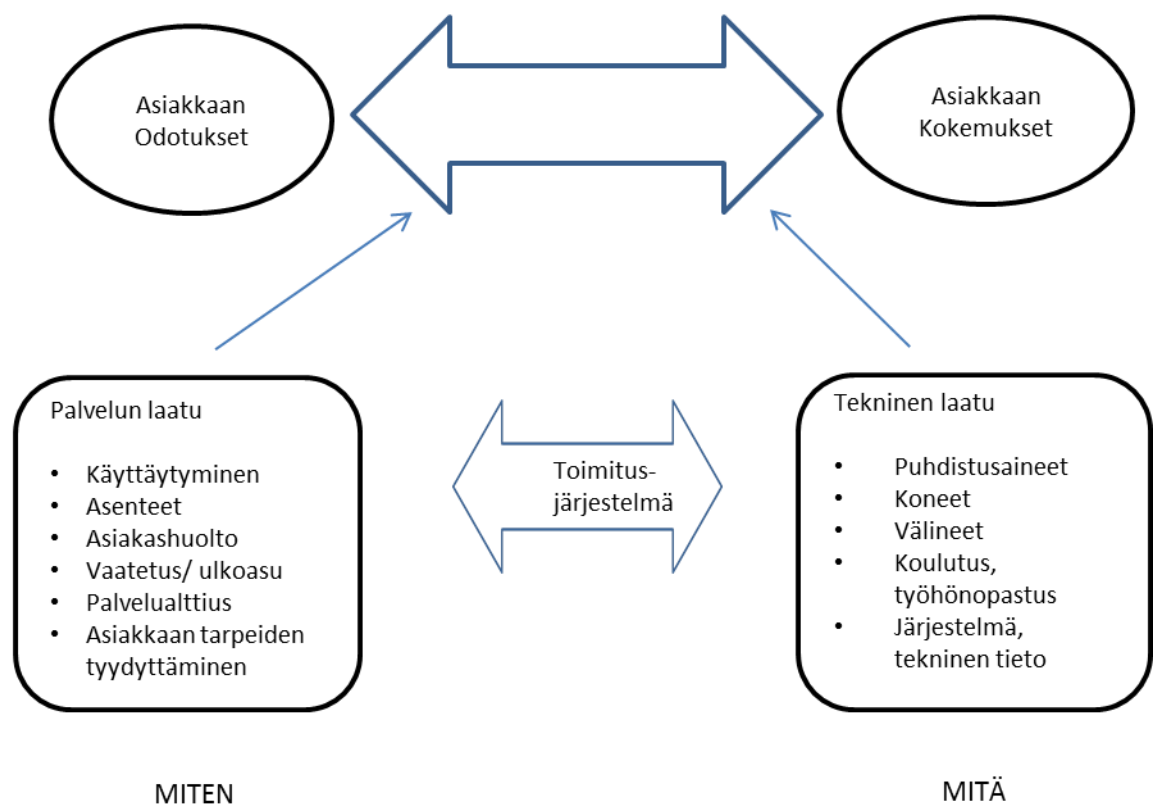 Asiakkaan
Odotukset
Asiakkaan
Kokemukset
Palvelun laatu
• Käyttäytyminen
• Asenteet
• Asiakashuolto
• Vaatetus/ ulkoasu
• Palvelualttius
• Asiakkaan tarpeiden
tyydyttäminen
Toimitus-
järjestelmä
Tekninen laatu
• Puhdistusaineet
• Koneet
• Välineet
• Koulutus,
työhönopastus
• Järjestelmä,
tekninen tieto
MITEN
MITÄ